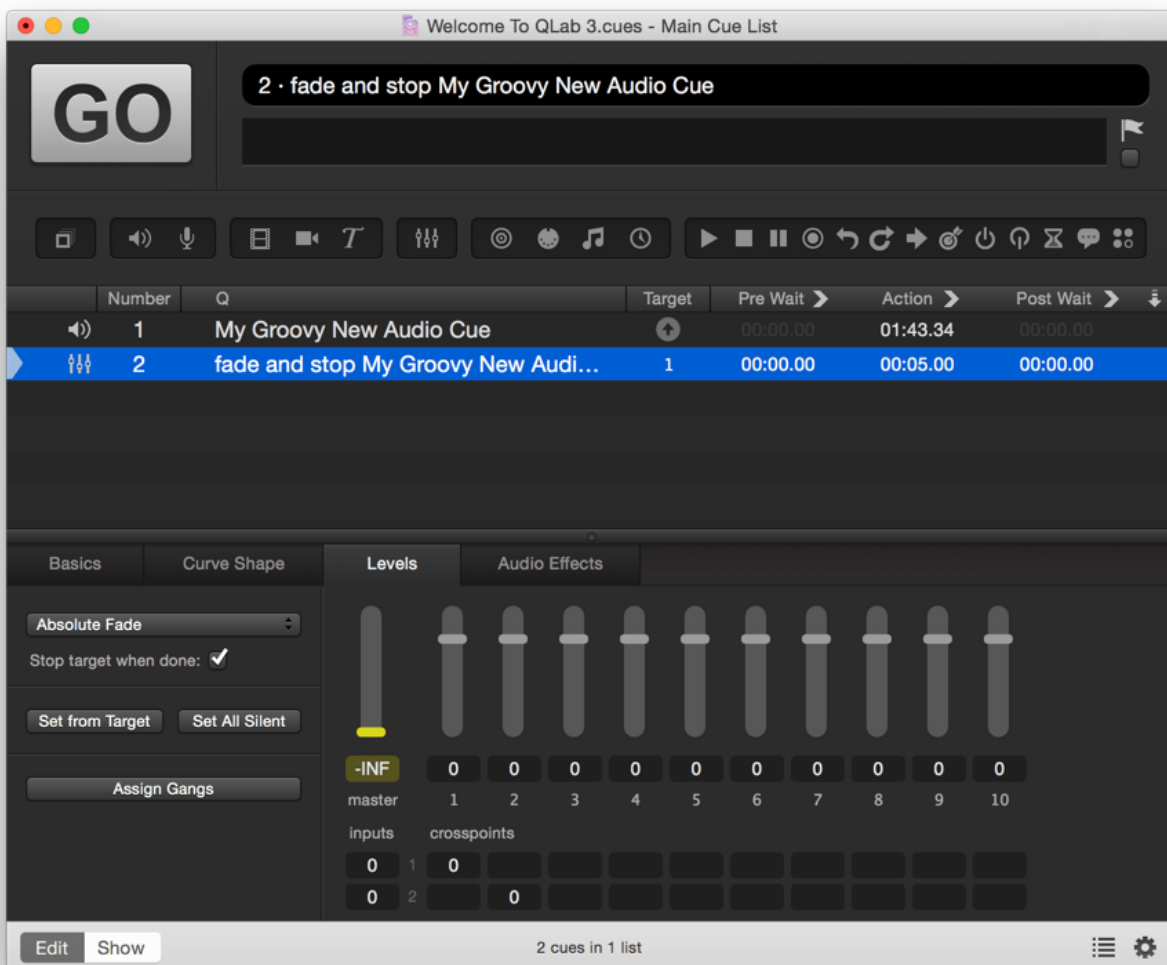 Welcome To QLab 3.cues - Main Cue List
GO
2 · fade and stop My Groovy New Audio Cue
T
Number Q Target Pre Wait Action Post Wait
1 My Groovy New Audio Cue 00:00.00 01:43.34 00:00.00
2 fade and stop My Groovy New Audi... 1 00:00.00 00:05.00 00:00.00
Basics Curve Shape Levels Audio Effects
Absolute Fade
Stop target when done:
Set from Target Set All Silent
Assign Gangs
-INF 0 0 0 0 0 0 0 0 0 0
master 1 2 3 4 5 6 7 8 9 10
inputs crosspoints
0 1 0
0 2 0
Edit Show 2 cues in 1 list